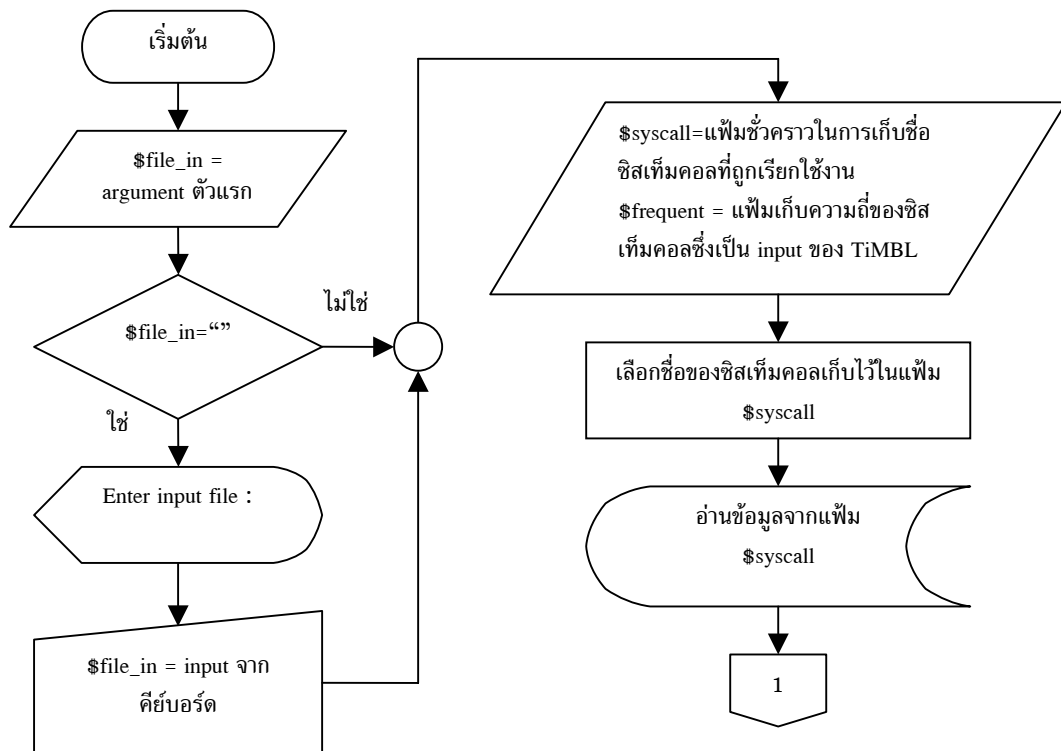 เริ่มต้น
$file_in =
argument ตัวแรก
$file_in=“”
ไม่ใช่
ใช่
Enter input file :
$file_in = input จาก
คีย์บอร์ด
$syscall=แฟ้มชั่วคราวในการเก็บชื่อ
ซิสเท็มคอลที่ถูกเรียกใช้งาน
$frequent = แฟ้มเก็บความถี่ของซิส
เท็มคอลซึ่งเป็น input ของ TiMBL
เลือกชื่อของซิสเท็มคอลเก็บไว้ในแฟ้ม
$syscall
อ่านข้อมูลจากแฟ้ม
$syscall
1